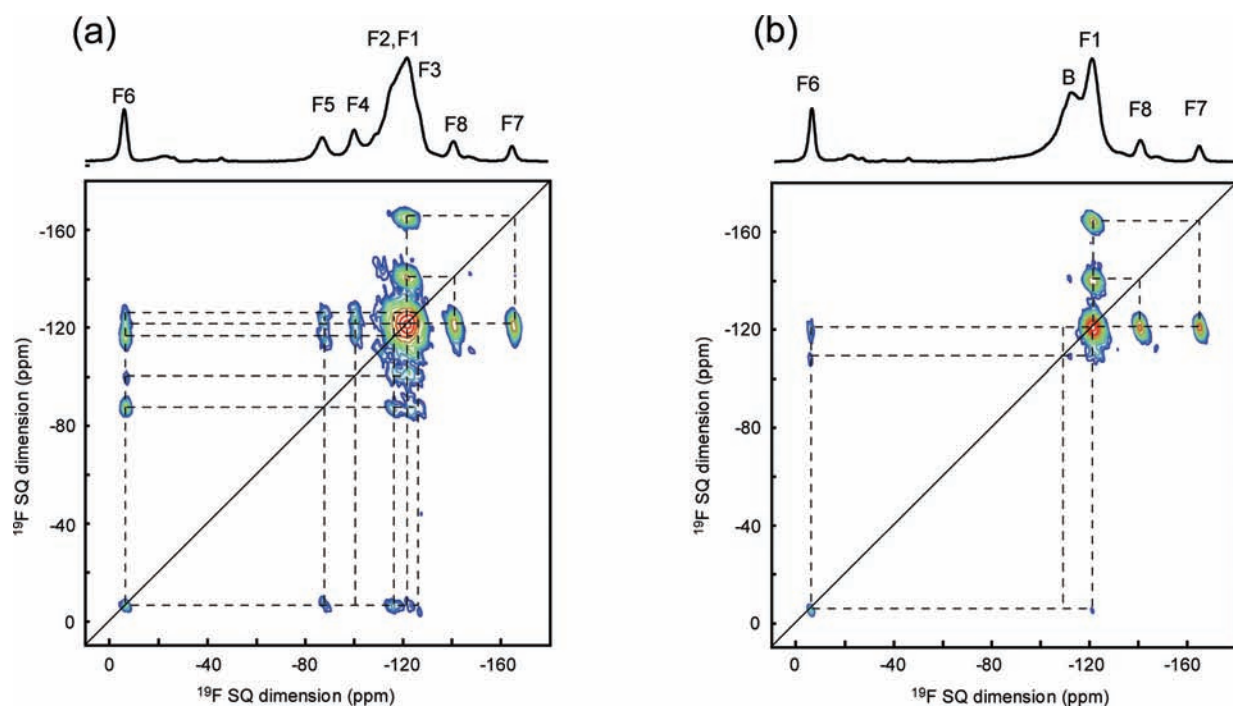 (a)
F2,F1
F3
F6
F5
F4
F8
F7
-160
-120
-80
-40
0
¹⁹F SQ dimension (ppm)
0
-40
-80
-120
-160
¹⁹F SQ dimension (ppm)
(b)
F1
B
F6
F8
F7
-160
-120
-80
-40
0
¹⁹F SQ dimension (ppm)
0
-40
-80
-120
-160
¹⁹F SQ dimension (ppm)